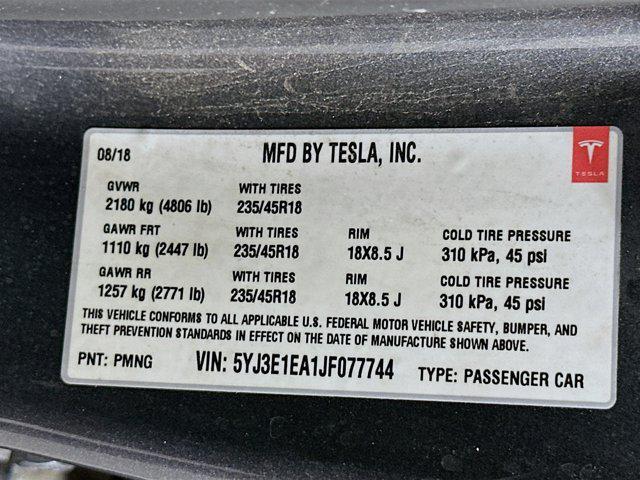 08/18 MFD BY TESLA, INC.
TESLA
GVWR WITH TIRES
2180 kg (4806 lb) 235/45R18
GAWR FRT WITH TIRES RIM COLD TIRE PRESSURE
1110 kg (2447 lb) 235/45R18 18X8.5 J 310 kPa, 45 psi
GAWR RR WITH TIRES RIM COLD TIRE PRESSURE
1257 kg (2771 lb) 235/45R18 18X8.5 J 310 kPa, 45 psi
THIS VEHICLE CONFORMS TO ALL APPLICABLE U.S. FEDERAL MOTOR VEHICLE SAFETY, BUMPER, AND
THEFT PREVENTION STANDARDS IN EFFECT ON THE DATE OF MANUFACTURE SHOWN ABOVE.
PNT: PMNG VIN: 5YJ3E1EA1JF077744 TYPE: PASSENGER CAR